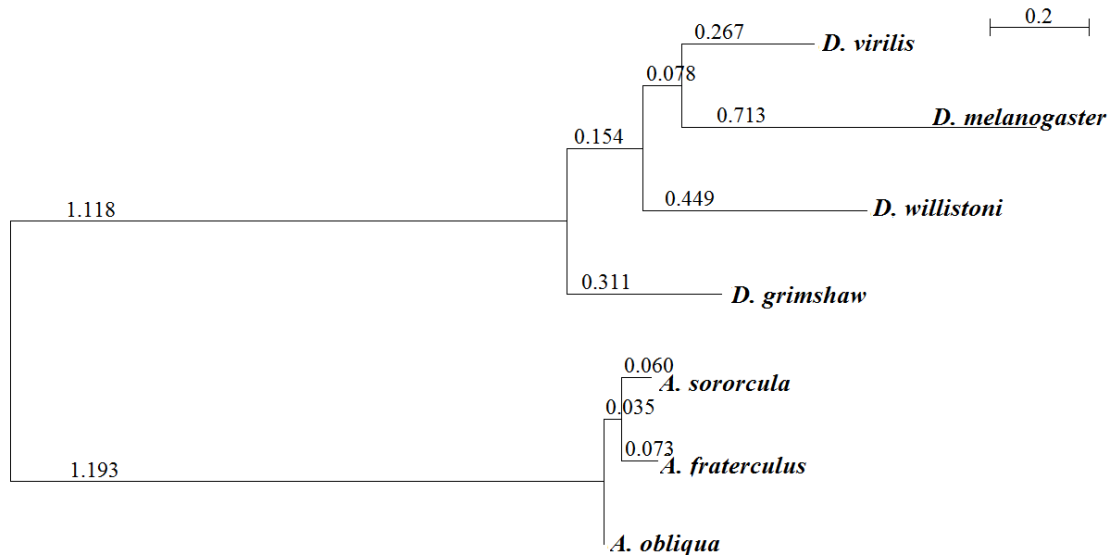 0.2
0.267
D. virilis
0.078
0.713
D. melanogaster
0.154
0.449
D. willistoni
1.118
0.311
D. grimshaw
0.060
A. sororcula
0.035
0.073
A. fraterculus
1.193
A. obliqua